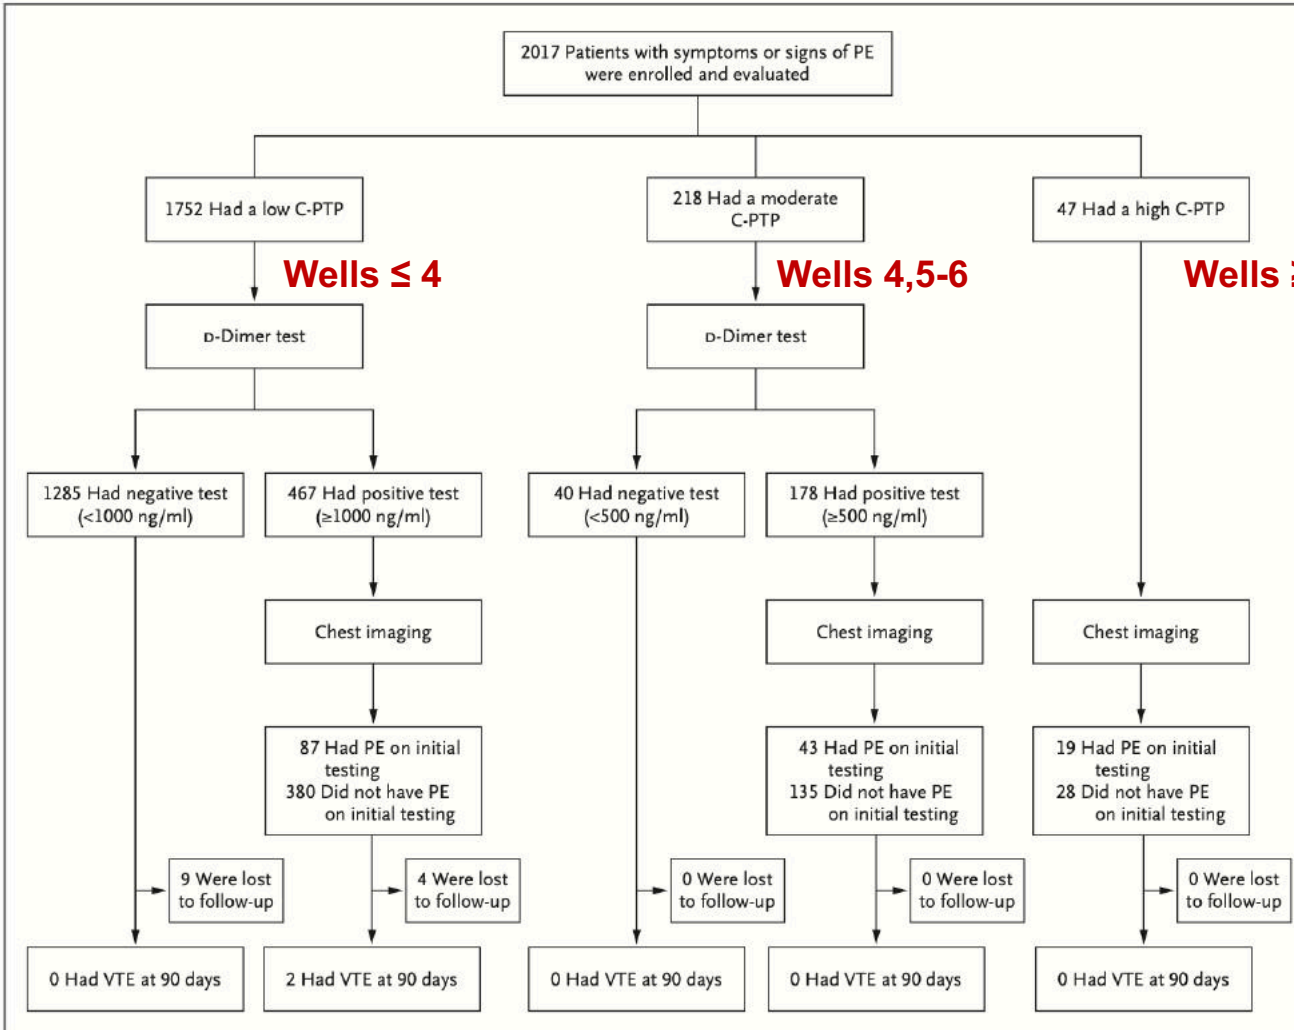 2017 Patients with symptoms or signs of PE
were enrolled and evaluated
1752 Had a low C-PTP
218 Had a moderate
C-PTP
47 Had a high C-PTP
Wells ≤ 4
Wells 4,5-6
Wells
D-Dimer test
D-Dimer test
1285 Had negative test
(<1000 ng/ml)
467 Had positive test
(≥1000 ng/ml)
40 Had negative test
(<500 ng/ml)
178 Had positive test
(≥500 ng/ml)
Chest imaging
Chest imaging
Chest imaging
87 Had PE on initial
testing
380 Did not have PE
on initial testing
43 Had PE on initial
testing
135 Did not have PE
on initial testing
19 Had PE on initial
testing
28 Did not have PE
on initial testing
9 Were lost
to follow-up
4 Were lost
to follow-up
0 Were lost
to follow-up
0 Were lost
to follow-up
0 Were lost
to follow-up
0 Had VTE at 90 days
2 Had VTE at 90 days
0 Had VTE at 90 days
0 Had VTE at 90 days
0 Had VTE at 90 days